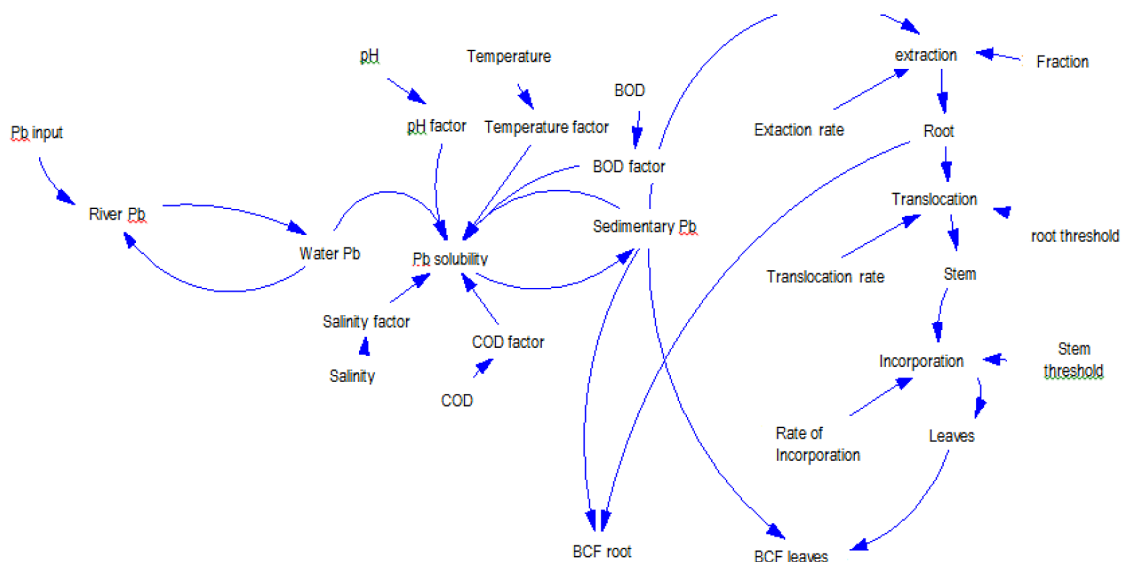 extraction
pH
Temperature
Fraction
BOD
Pb input
pH factor
Temperature factor
Extaction rate
Root
BOD factor
Translocation
River Pb
Sedimentary Pb
root threshold
Water Pb
Pb solubility
Translocation rate
Stem
Salinity factor
COD factor
Incorporation
Stem
threshold
Salinity
COD
Rate of
Incorporation
Leaves
BCF root
BCF leaves